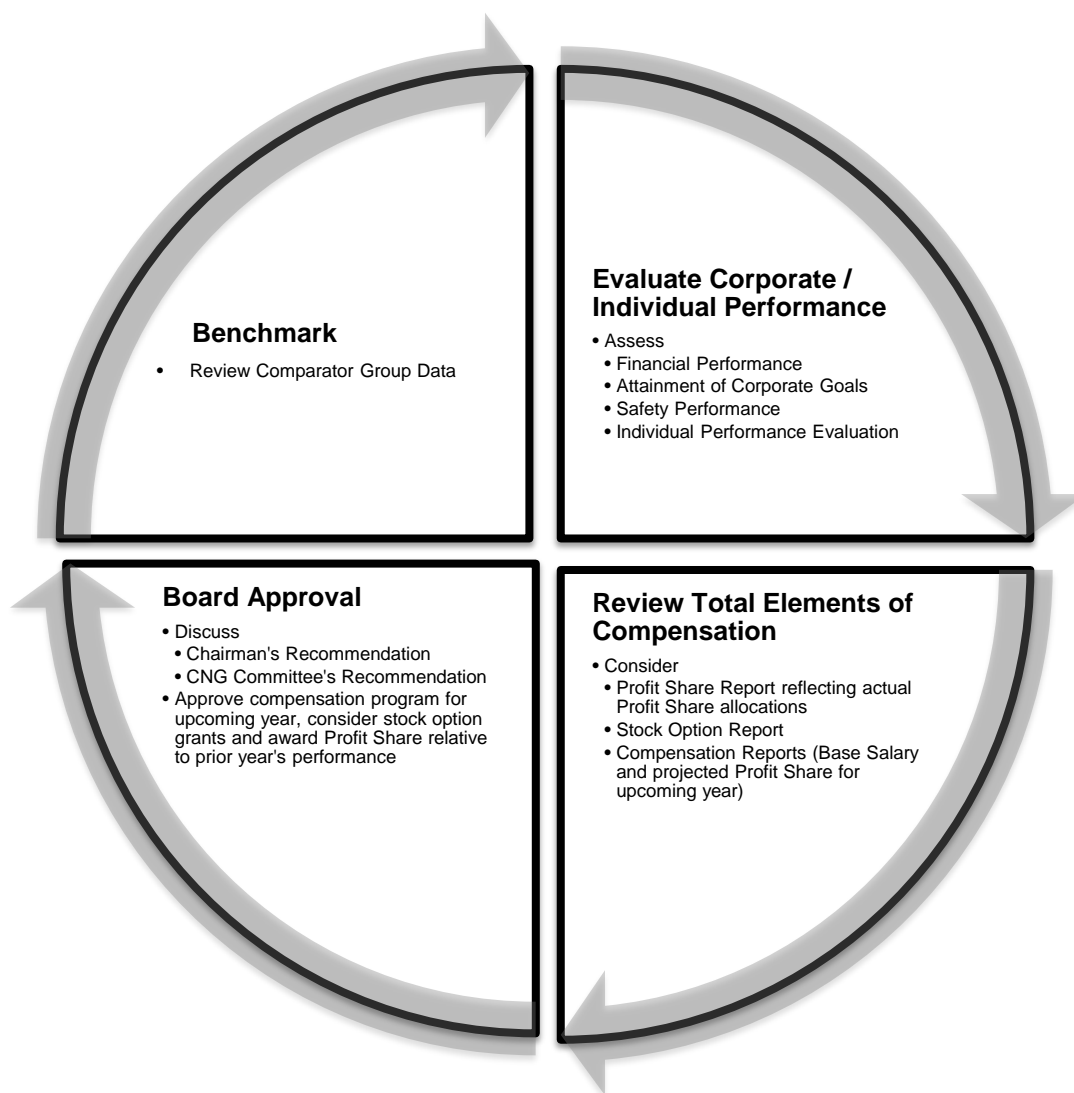 Benchmark
• Review Comparator Group Data
Evaluate Corporate /
Individual Performance
• Assess
• Financial Performance
• Attainment of Corporate Goals
• Safety Performance
• Individual Performance Evaluation
Review Total Elements of
Compensation
• Consider
• Profit Share Report reflecting actual
Profit Share allocations
• Stock Option Report
• Compensation Reports (Base Salary
and projected Profit Share for
upcoming year)
Board Approval
• Discuss
• Chairman's Recommendation
• CNG Committee's Recommendation
• Approve compensation program for
upcoming year, consider stock option
grants and award Profit Share relative
to prior year's performance